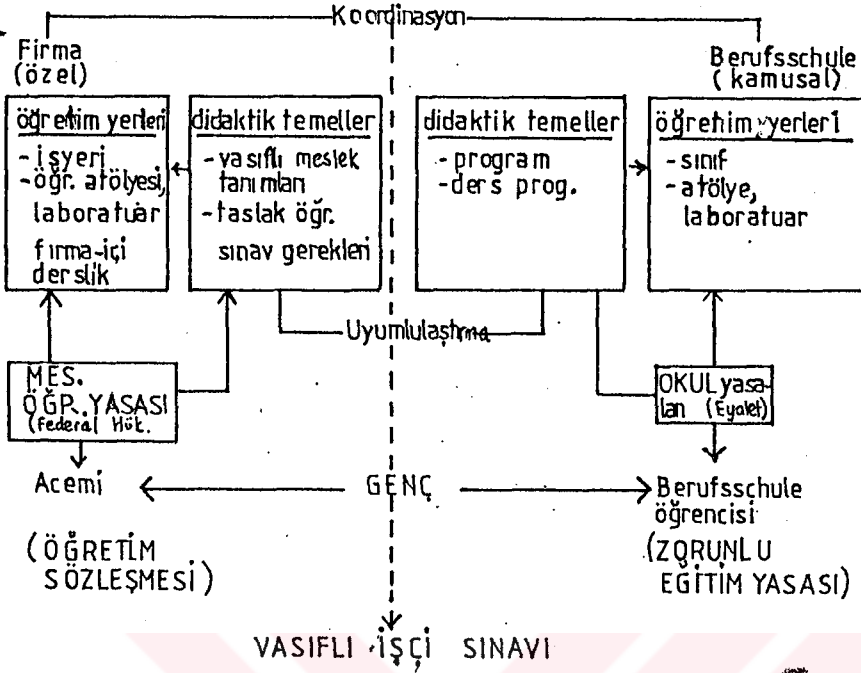 Koordinasyon
Firma
(özel)
Berufsschule
(kamusal)
öğretim yerleri
- işyeri
- öğr. atölyesi,
laboratuar
firma-içi
derslik
didaktik temeller
- vasıflı meslek
tanımları
- taslak öğr.
sınav gerekleri
didaktik temeller
- program
- ders prog.
öğretim yerleri
- sınıf
- atölye,
laboratuar
Uyumlulaştırma
MES.
ÖĞR. YASASI
(Federal Hük.
OKUL yasa-
ları (Eyalet)
Acemi
GENÇ
Berufsschule
öğrencisi
(ÖĞRETİM
SÖZLEŞMESİ)
(ZORUNLU
EĞİTİM YASASI)
VASIFLI İŞÇİ SINAVI